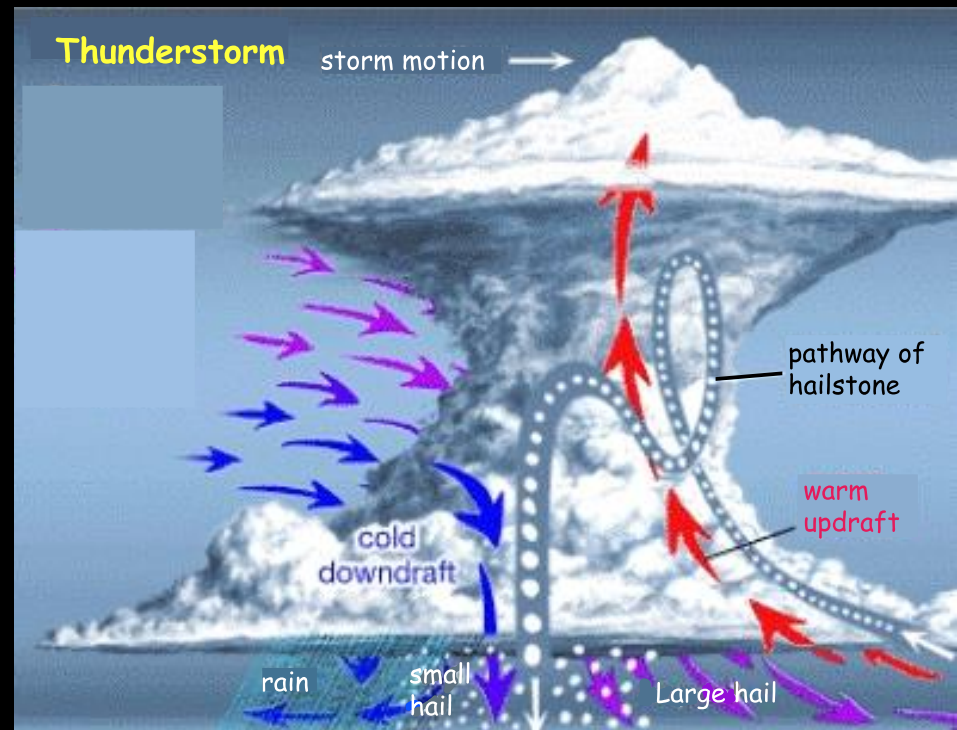 Thunderstorm
storm motion
pathway of
hailstone
warm
updraft
cold
downdraft
rain
small
hail
Large hail